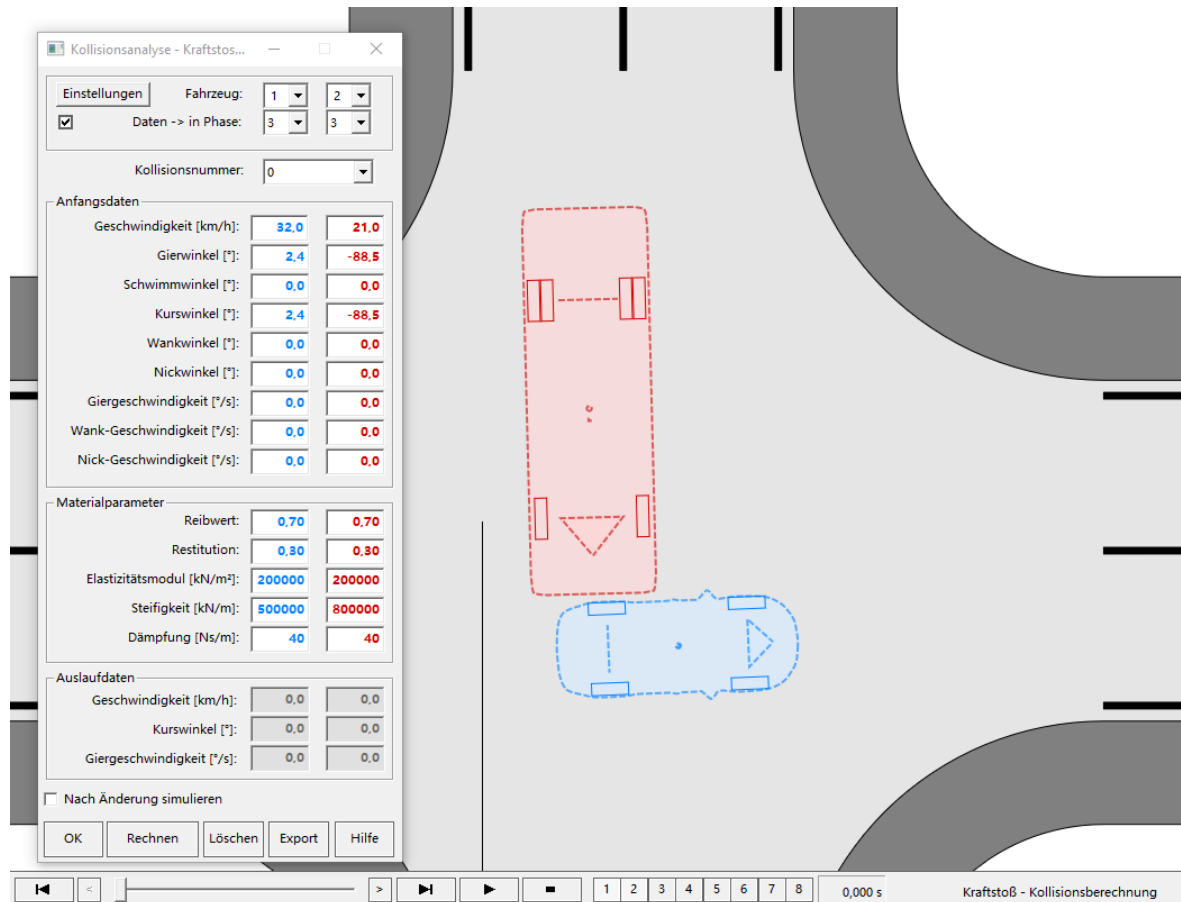 Kollisionsanalyse - Kraftstos...
Einstellungen Fahrzeug: 1 2
Daten -> in Phase: 3 3
Kollisionsnummer: 0
Anfangsdaten
Geschwindigkeit [km/h]: 32,0 21,0
Gierwinkel [°]: 2,4 -88,5
Schwimmwinkel [°]: 0,0 0,0
Kurswinkel [°]: 2,4 -88,5
Wankwinkel [°]: 0,0 0,0
Nickwinkel [°]: 0,0 0,0
Giergeschwindigkeit [°/s]: 0,0 0,0
Wank-Geschwindigkeit [°/s]: 0,0 0,0
Nick-Geschwindigkeit [°/s]: 0,0 0,0
Materialparameter
Reibwert: 0,70 0,70
Restitution: 0,30 0,30
Elastizitätsmodul [kN/m²]: 200000 200000
Steifigkeit [kN/m]: 500000 800000
Dämpfung [Ns/m]: 40 40
Auslaufdaten
Geschwindigkeit [km/h]: 0,0 0,0
Kurswinkel [°]: 0,0 0,0
Giergeschwindigkeit [°/s]: 0,0 0,0
Nach Änderung simulieren
OK Rechnen Löschen Export Hilfe
< > 1 2 3 4 5 6 7 8 0,000 s Kraftstoß - Kollisionsberechnung